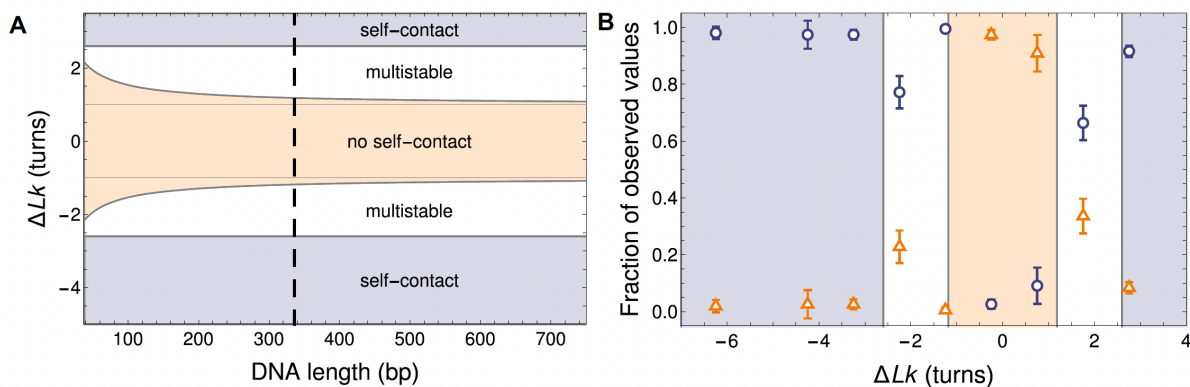 A
self−contact
multistable
no self−contact
multistable
self−contact
2
0
−2
−4
ΔLk (turns)
100 200 300 400 500 600 700
DNA length (bp)
B
1.0
0.8
0.6
0.4
0.2
0.0
Fraction of observed values
−6 −4 −2 0 2 4
ΔLk (turns)